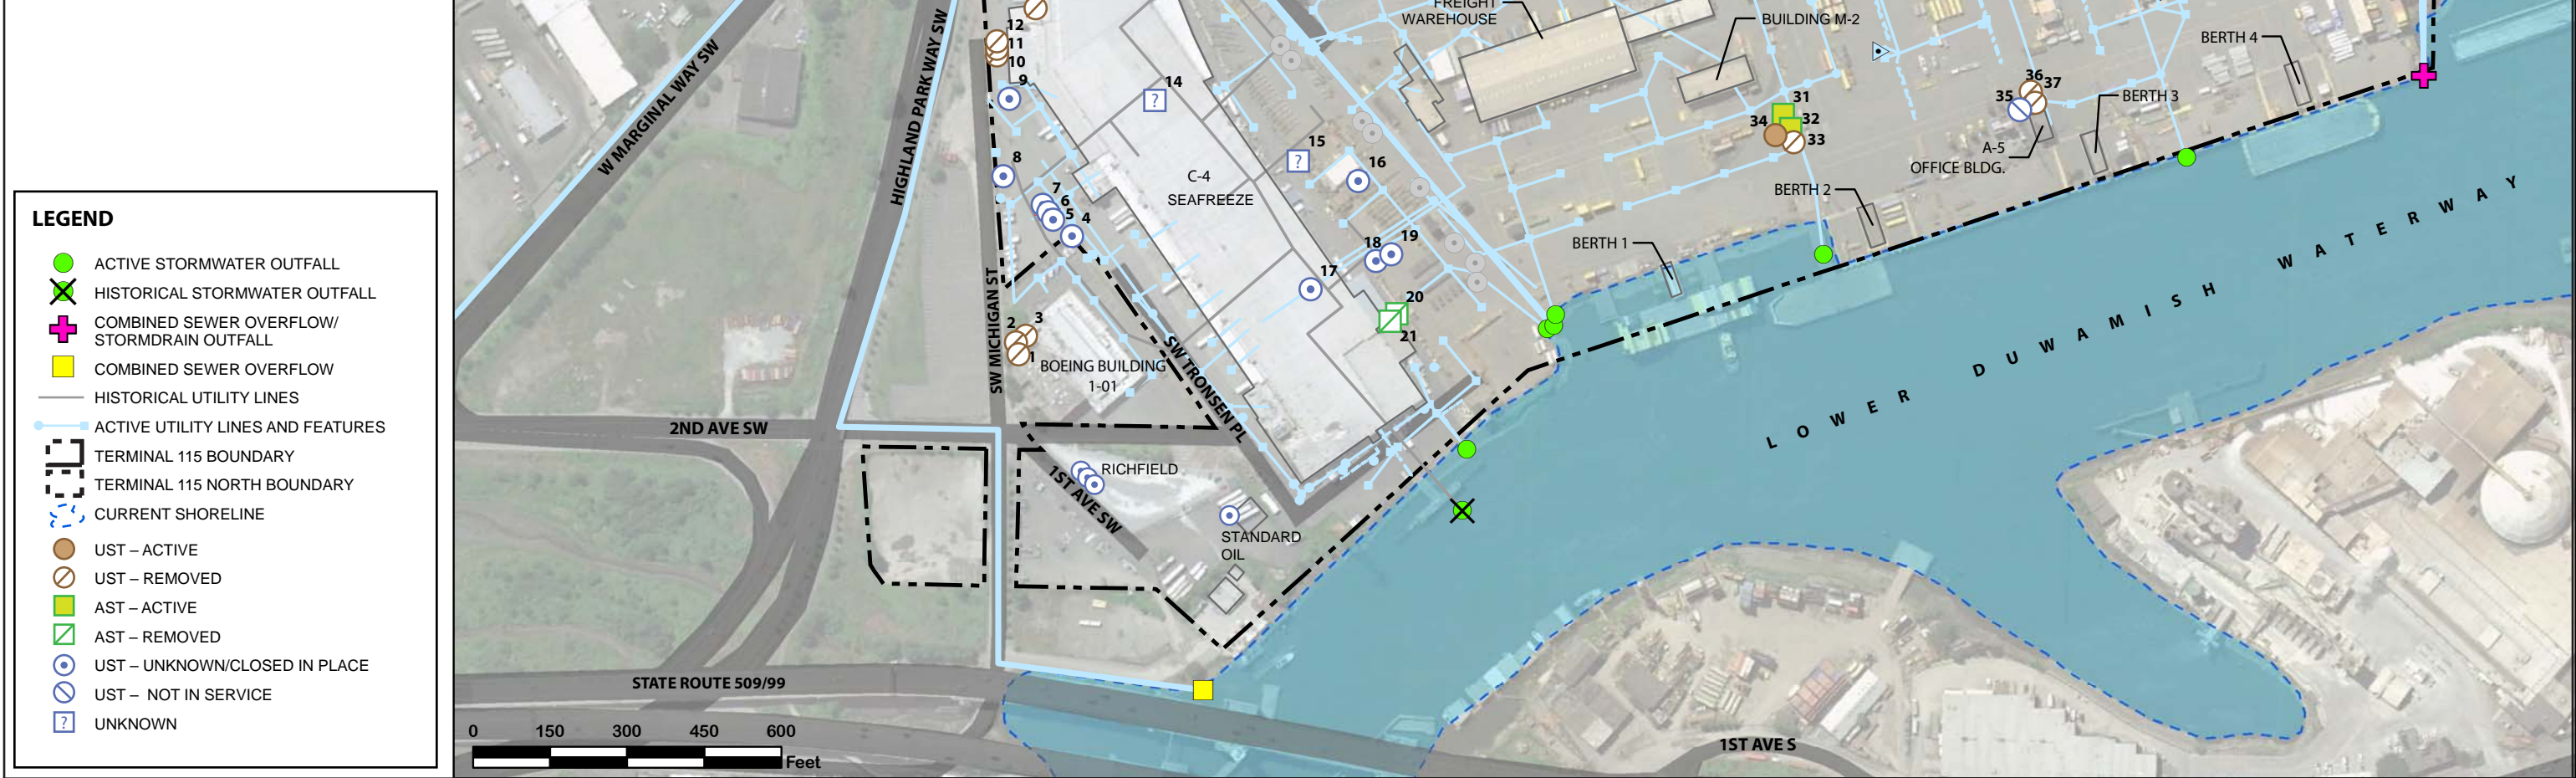 LEGEND
ACTIVE STORMWATER OUTFALL
HISTORICAL STORMWATER OUTFALL
COMBINED SEWER OVERFLOW/
STORMDRAIN OUTFALL
COMBINED SEWER OVERFLOW
HISTORICAL UTILITY LINES
ACTIVE UTILITY LINES AND FEATURES
TERMINAL 115 BOUNDARY
TERMINAL 115 NORTH BOUNDARY
CURRENT SHORELINE
UST – ACTIVE
UST – REMOVED
AST – ACTIVE
AST – REMOVED
UST – UNKNOWN/CLOSED IN PLACE
UST – NOT IN SERVICE
? UNKNOWN
W MARGINAL WAY SW
HIGHLAND PARK WAY SW
SW MICHIGAN ST
SW TRONSEN PL
2ND AVE SW
1ST AVE SW
STATE ROUTE 509/99
1ST AVE S
0 150 300 450 600
Feet
12
11
10
9
8
7
6
5
4
3
2
1
BOEING BUILDING
1-01
RICHFIELD
STANDARD
OIL
? 14
C-4
SEAFREEZE
? 15
16
17
18
19
20
21
FREIGHT
WAREHOUSE
BUILDING M-2
31
32
33
34
35
36
37
A-5
OFFICE BLDG.
BERTH 1
BERTH 2
BERTH 3
BERTH 4
LOWER DUWAMISH WATERWAY